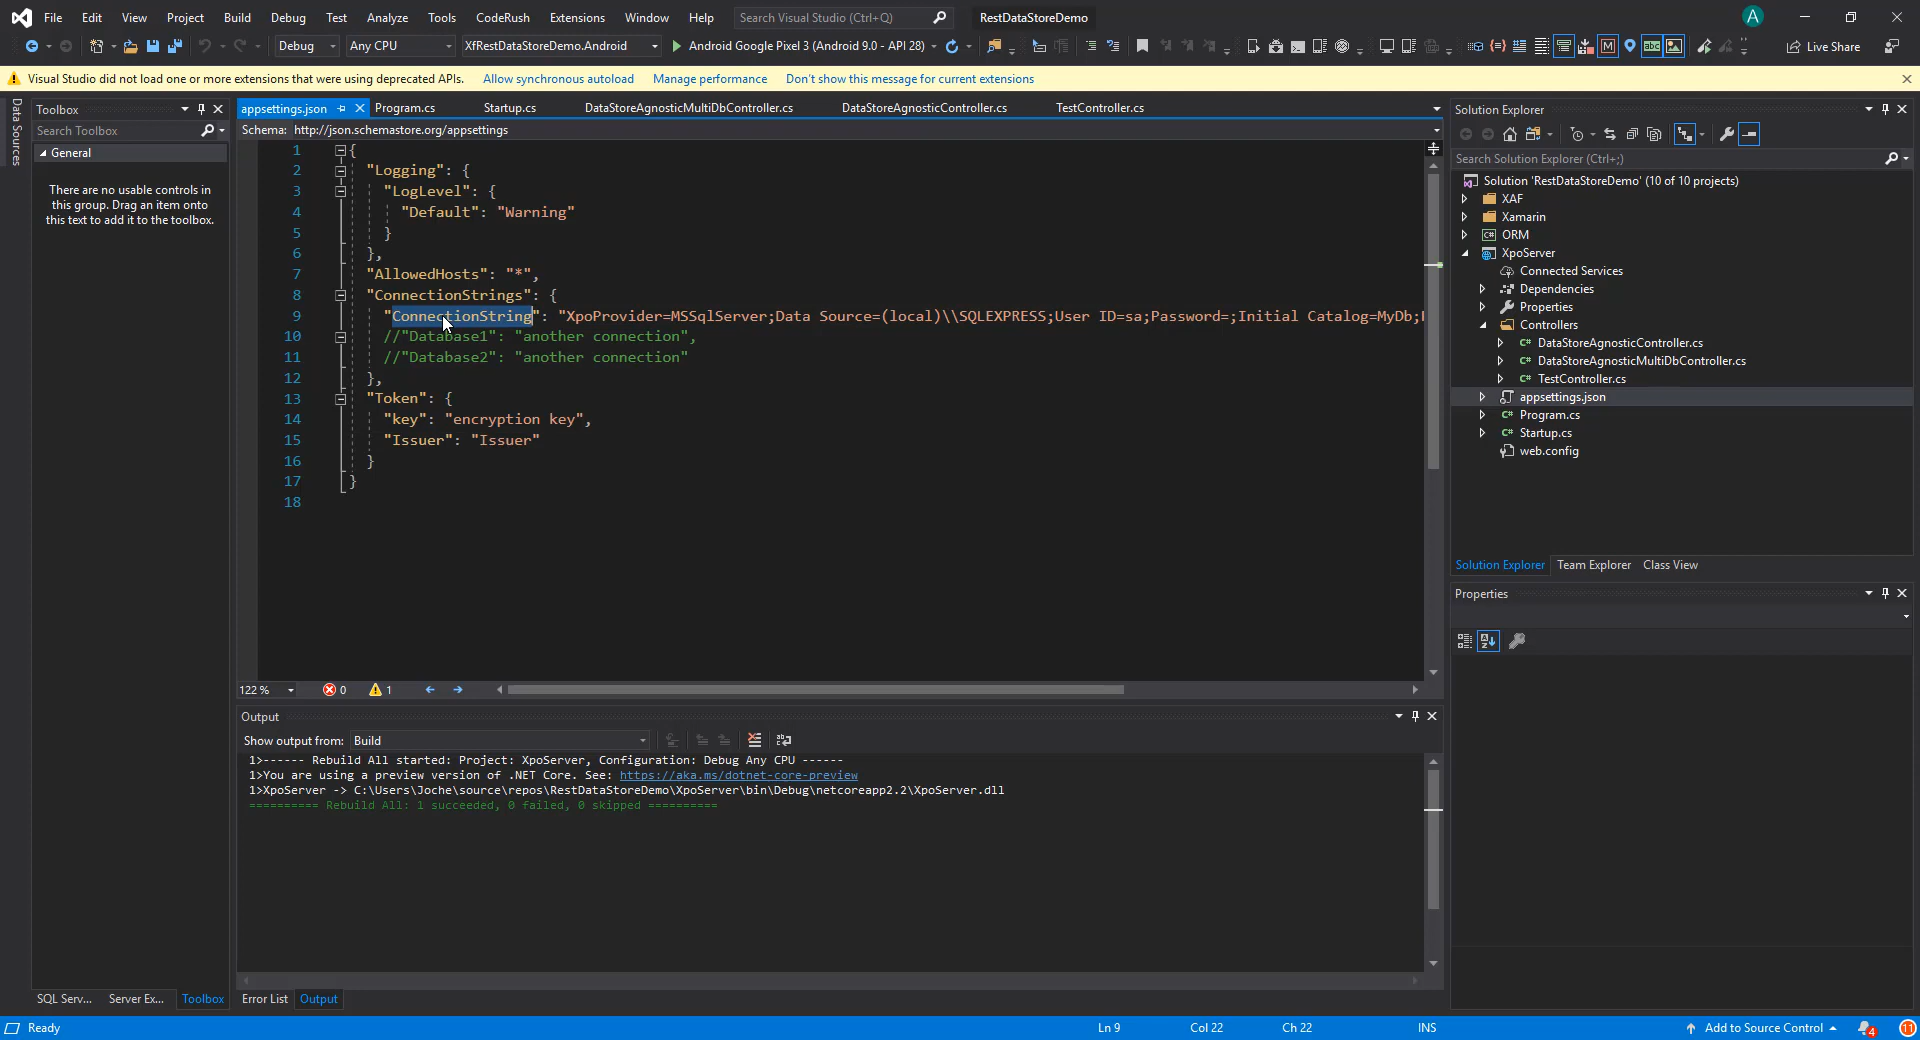 File Edit View Project Build Debug Test Analyze Tools CodeRush Extensions Window Help Search Visual Studio (Ctrl+Q) RestDataStoreDemo A
Debug Any CPU XfRestDataStoreDemo.Android Android Google Pixel 3 (Android 9.0 - API 28) Live Share
Visual Studio did not load one or more extensions that were using deprecated APIs. Allow synchronous autoload Manage performance Don't show this message for current extensions
Data Sources
Toolbox
Search Toolbox
General
There are no usable controls in
this group. Drag an item onto
this text to add it to the toolbox.
SQL Serv... Server Ex... Toolbox
appsettings.json Program.cs Startup.cs DataStoreAgnosticMultiDbController.cs DataStoreAgnosticController.cs TestController.cs
Schema: http://json.schemastore.org/appsettings
1 {
2 "Logging": {
3 "LogLevel": {
4 "Default": "Warning"
5 }
6 },
7 "AllowedHosts": "*",
8 "ConnectionStrings": {
9 "ConnectionString": "XpoProvider=MSSqlServer;Data Source=(local)\\SQLEXPRESS;User ID=sa;Password=;Initial Catalog=MyDb;
10 //"Database1": "another connection",
11 //"Database2": "another connection"
12 },
13 "Token": {
14 "key": "encryption key",
15 "Issuer": "Issuer"
16 }
17 }
18
122 % 0 1
Output
Show output from: Build
1>------ Rebuild All started: Project: XpoServer, Configuration: Debug Any CPU ------
1>You are using a preview version of .NET Core. See: https://aka.ms/dotnet-core-preview
1>XpoServer -> C:\Users\Joche\source\repos\RestDataStoreDemo\XpoServer\bin\Debug\netcoreapp2.2\XpoServer.dll
========== Rebuild All: 1 succeeded, 0 failed, 0 skipped ==========
Error List Output
Solution Explorer
Search Solution Explorer (Ctrl+;)
Solution 'RestDataStoreDemo' (10 of 10 projects)
XAF
Xamarin
C# ORM
XpoServer
Connected Services
Dependencies
Properties
Controllers
C# DataStoreAgnosticController.cs
C# DataStoreAgnosticMultiDbController.cs
C# TestController.cs
appsettings.json
C# Program.cs
C# Startup.cs
web.config
Solution Explorer Team Explorer Class View
Properties
Ready Ln 9 Col 22 Ch 22 INS Add to Source Control 4 11